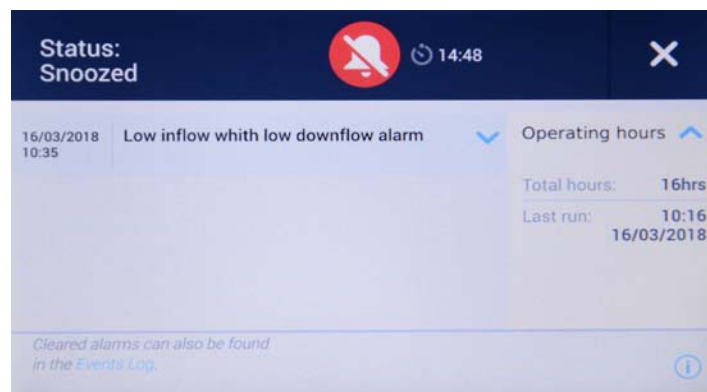 Status:
Snoozed
14:48
16/03/2018
10:35
Low inflow whith low downflow alarm
Operating hours
Total hours: 16hrs
Last run: 10:16
16/03/2018
Cleared alarms can also be found
in the Events Log.